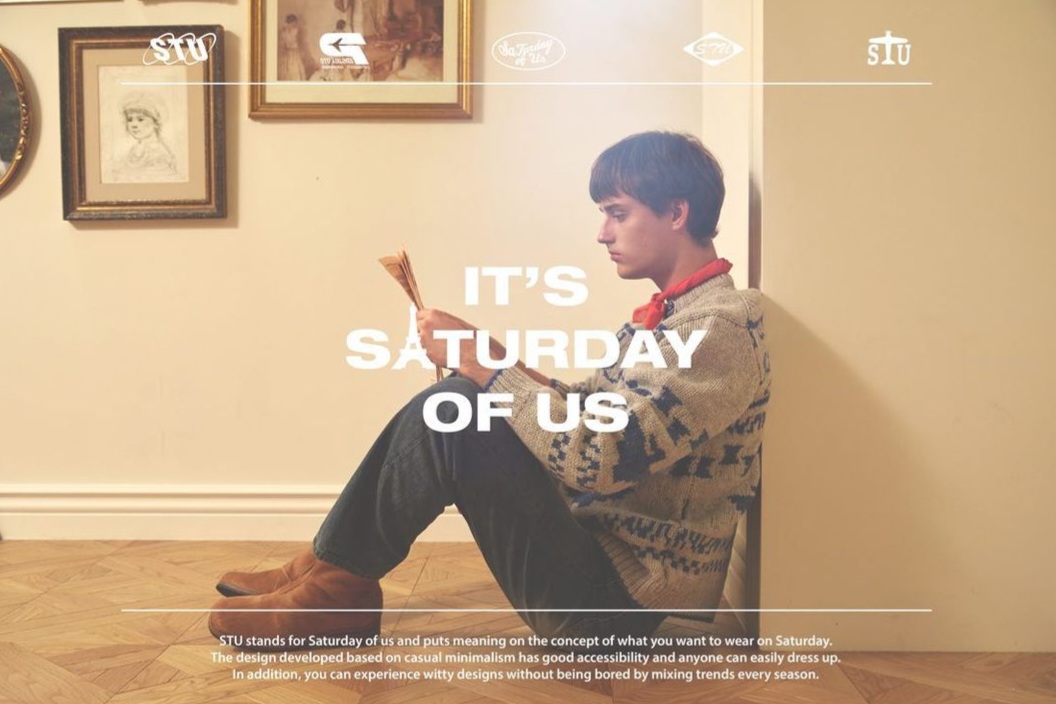 STU
STU
Saturday
of Us
STU
STU
IT'S
SATURDAY
OF US
STU stands for Saturday of us and puts meaning on the concept of what you want to wear on Saturday.
The design developed based on casual minimalism has good accessibility and anyone can easily dress up.
In addition, you can experience witty designs without being bored by mixing trends every season.